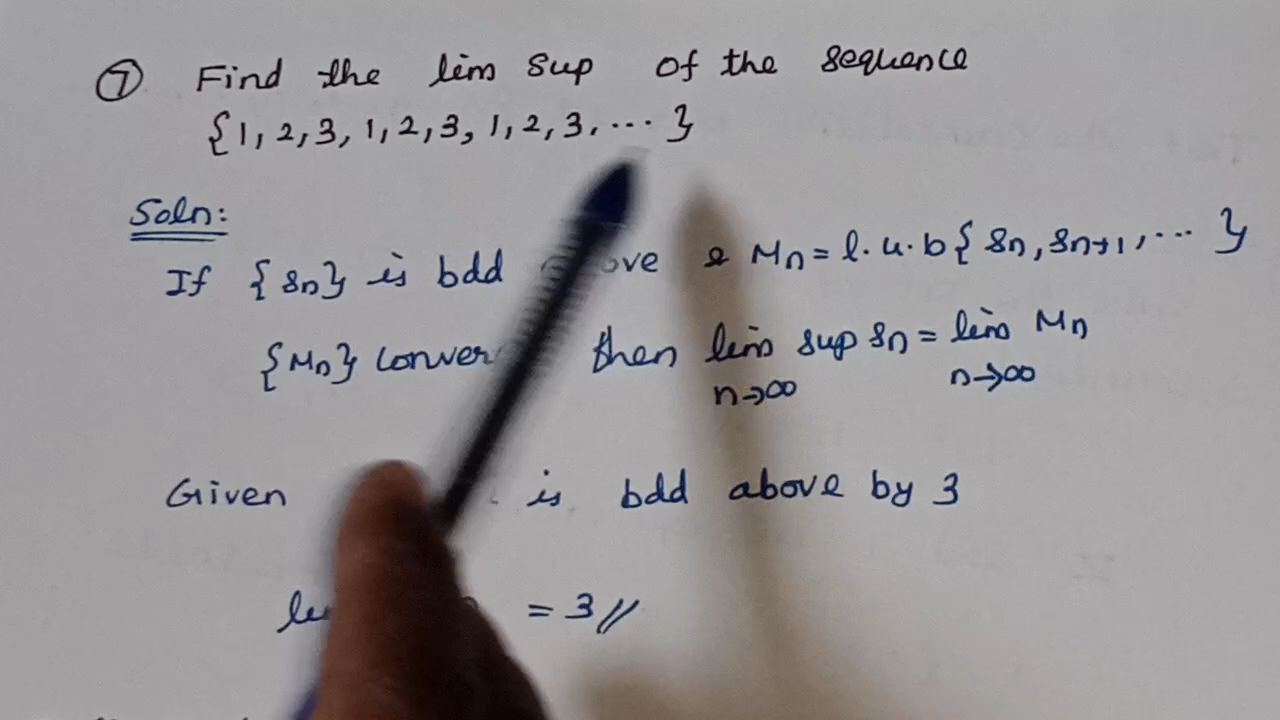 ⑦ Find the lim sup of the sequence
{1, 2, 3, 1, 2, 3, 1, 2, 3, ... }
Soln:
If {sn} is bdd & Mn = l.u.b{ sn, sn+1, ... }
{Mn} then lim sup sn = lim Mn
n→∞ n→∞
Given is bdd above by 3
= 3 //